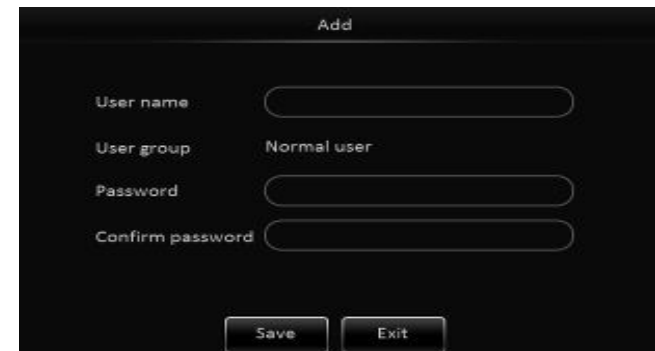 Add
User name
User group Normal user
Password
Confirm password
Save Exit